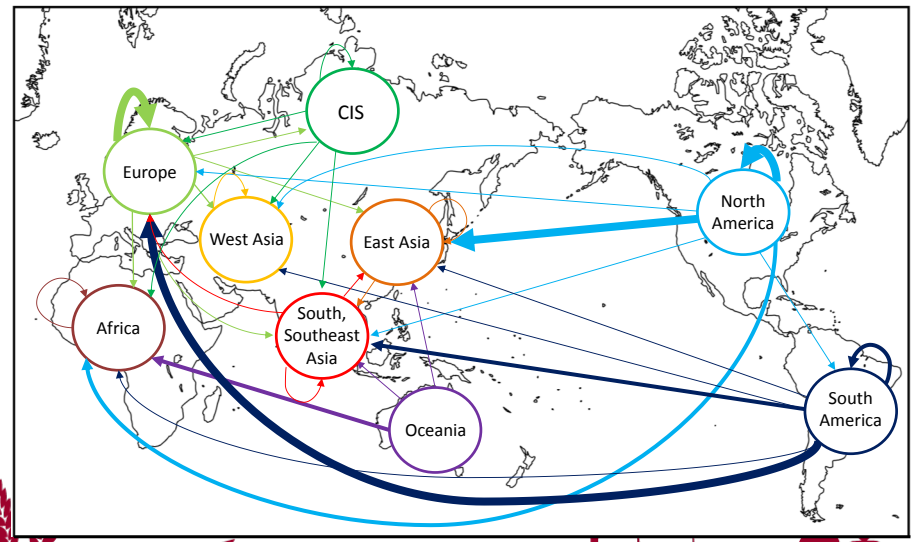 CIS
Europe
North
America
West Asia
East Asia
South,
Southeast
Asia
Africa
South
America
Oceania